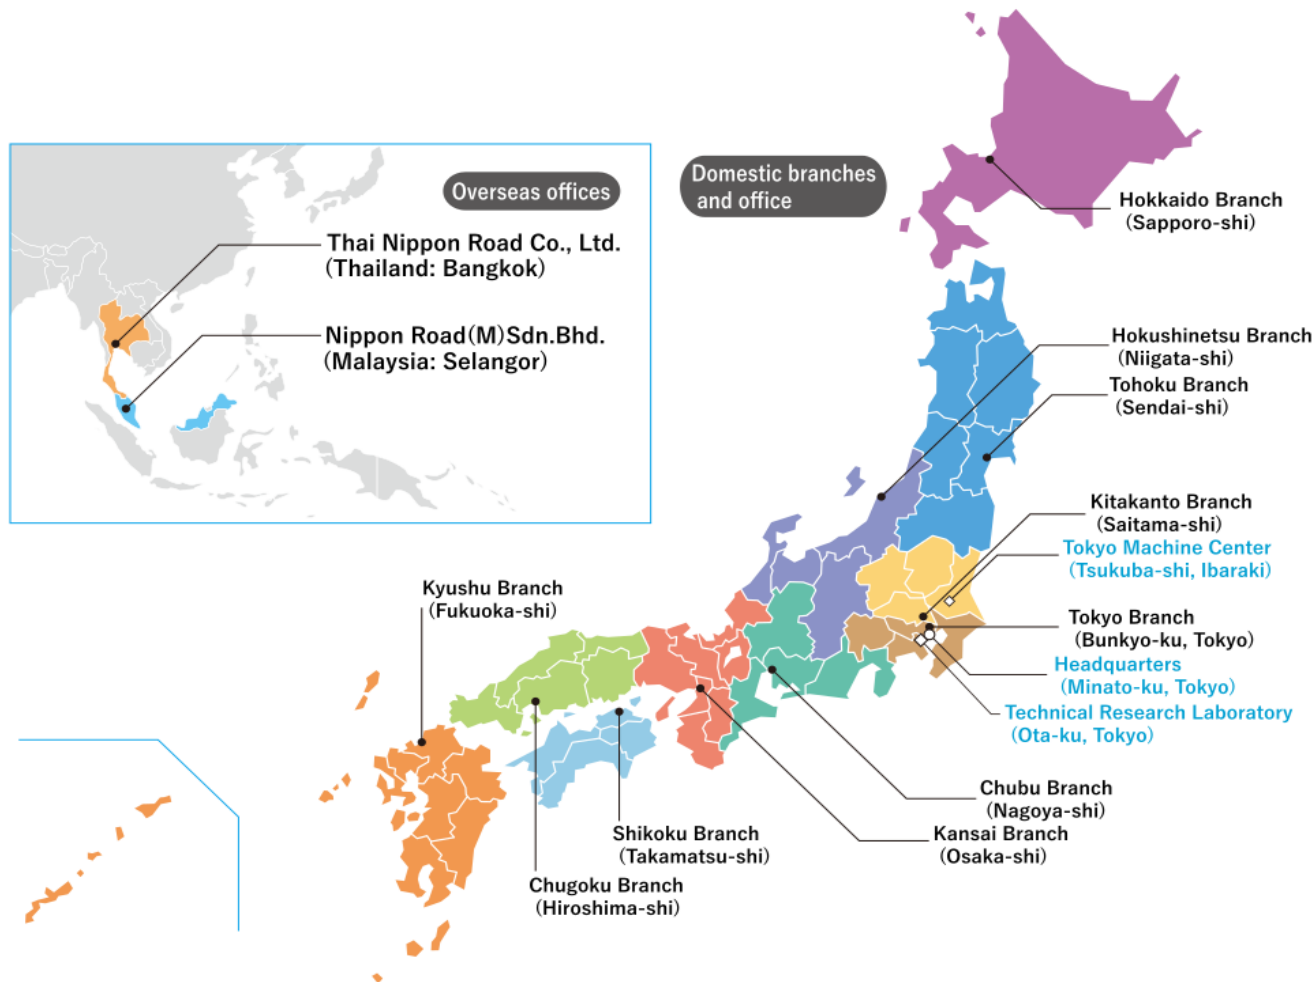 Overseas offices
Thai Nippon Road Co., Ltd.
(Thailand: Bangkok)
Nippon Road(M)Sdn.Bhd.
(Malaysia: Selangor)
Domestic branches
and office
Hokkaido Branch
(Sapporo-shi)
Hokushinetsu Branch
(Niigata-shi)
Tohoku Branch
(Sendai-shi)
Kitakanto Branch
(Saitama-shi)
Tokyo Machine Center
(Tsukuba-shi, Ibaraki)
Tokyo Branch
(Bunkyo-ku, Tokyo)
Headquarters
(Minato-ku, Tokyo)
Technical Research Laboratory
(Ota-ku, Tokyo)
Chubu Branch
(Nagoya-shi)
Kansai Branch
(Osaka-shi)
Kyushu Branch
(Fukuoka-shi)
Shikoku Branch
(Takamatsu-shi)
Chugoku Branch
(Hiroshima-shi)